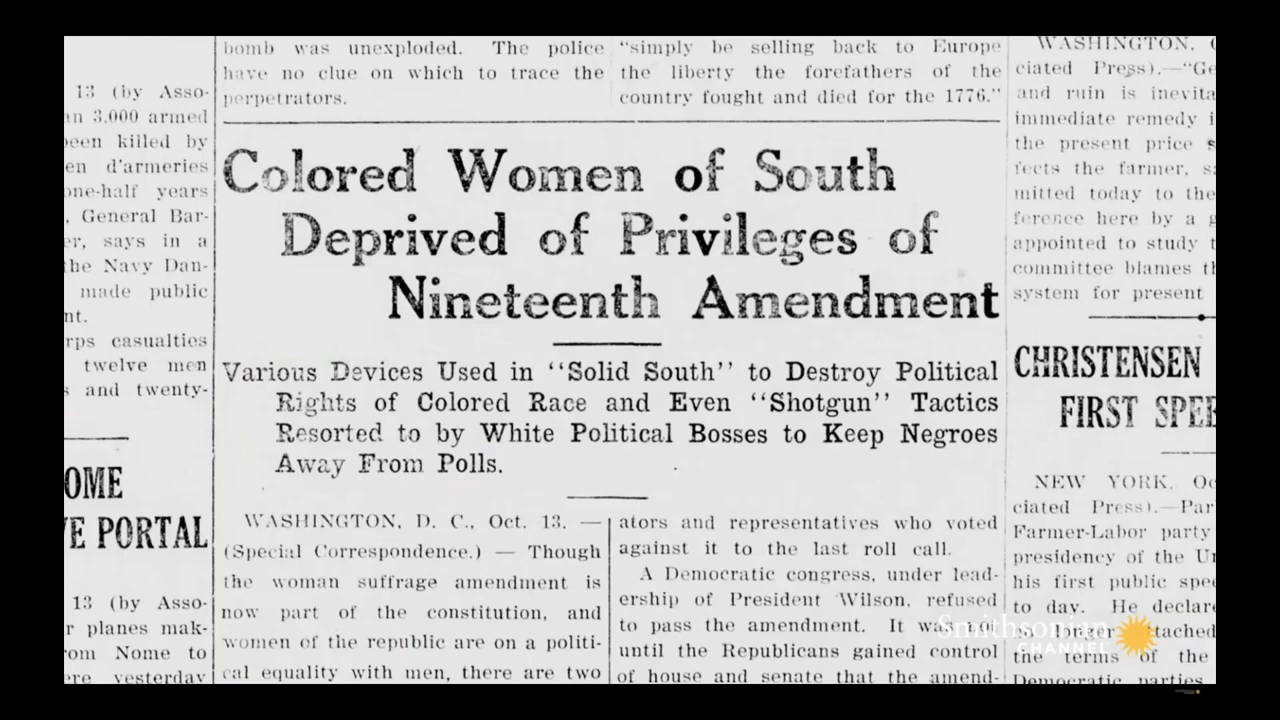 13 (by Asso-
3,000 armed
been killed by
d'armeries
one-half years
General Bar-
says in a
the Navy Dan-
made public
casualties
twelve men
and twenty-
OME
E PORTAL
13 (by Asso-
planes mak-
Nome to
yesterday
bomb was unexploded. The police
have no clue on which to trace the
perpetrators.
"simply be selling back to Europe
the liberty the forefathers of the
country fought and died for the 1776."
Colored Women of South
Deprived of Privileges of
Nineteenth Amendment
Various Devices Used in "Solid South" to Destroy Political
Rights of Colored Race and Even "Shotgun" Tactics
Resorted to by White Political Bosses to Keep Negroes
Away From Polls.
WASHINGTON, D. C., Oct. 13. —
(Special Correspondence.) — Though
the woman suffrage amendment is
now part of the constitution, and
women of the republic are on a politi-
cal equality with men, there are two
ators and representatives who voted
against it to the last roll call.
A Democratic congress, under lead-
ership of President Wilson, refused
to pass the amendment. It was not
until the Republicans gained control
of house and senate that the amend-
WASHINGTON,
ciated Press).—"Ge
and ruin is inevita
immediate remedy
the present price
fects the farmer,
mitted today to the
ference here by a
appointed to study
committee blames
system for present
CHRISTENSEN
FIRST SPEE
NEW YORK, Oc
ciated Press).—Par
Farmer-Labor party
presidency of the
his first public spee
to day. He declare
longer attached
the terms of the
Democratic parties
Smithsonian
CHANNEL